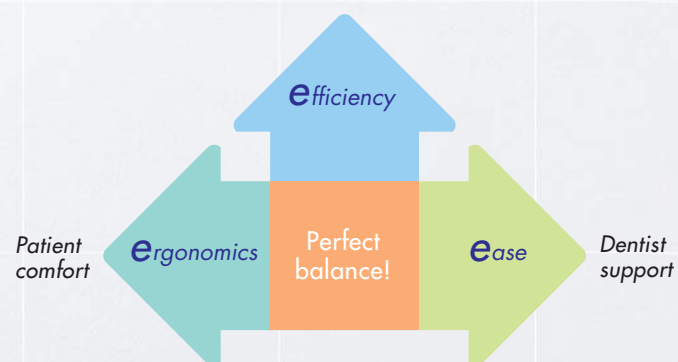 efficiency
Patient
comfort
ergonomics
Perfect
balance!
ease
Dentist
support